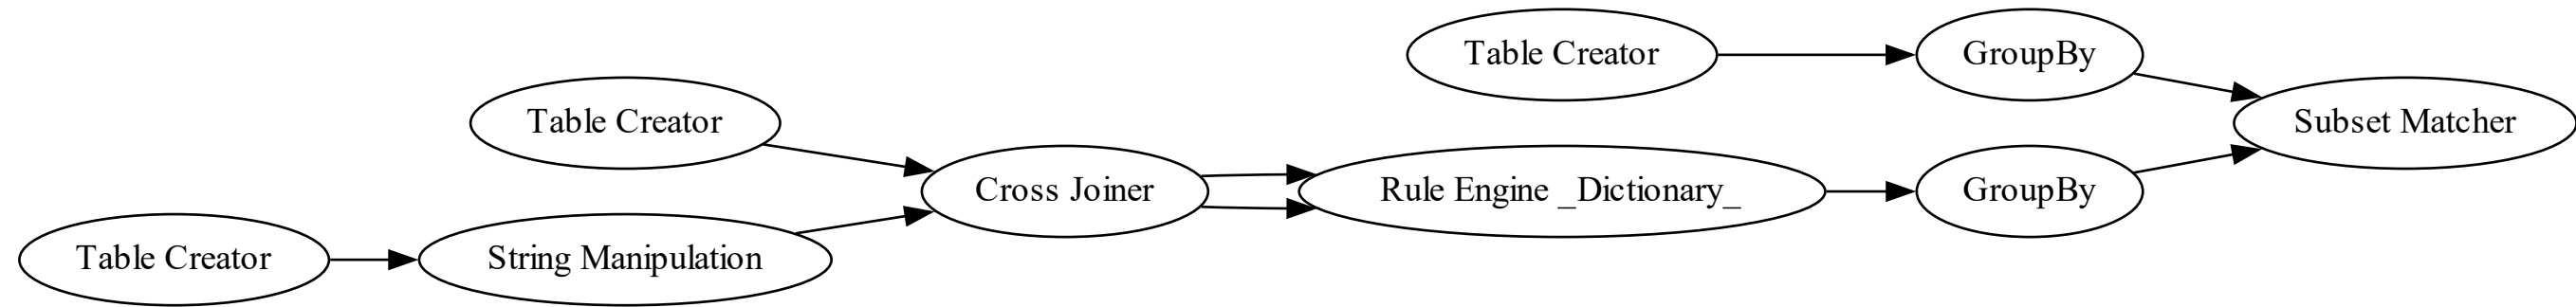 Table Creator
GroupBy
Table Creator
Subset Matcher
Cross Joiner
Rule Engine _Dictionary_
GroupBy
Table Creator
String Manipulation